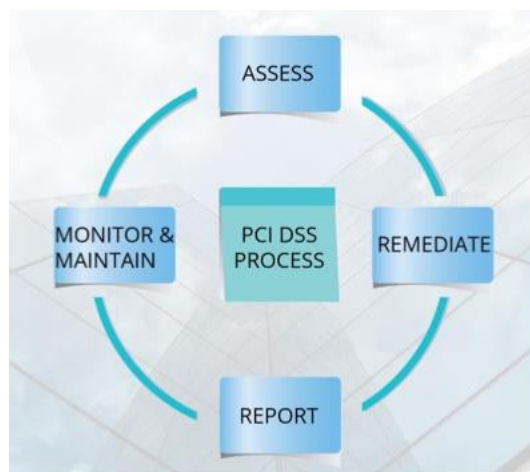 ASSESS
MONITOR &
MAINTAIN
PCI DSS
PROCESS
REMEDIATE
REPORT